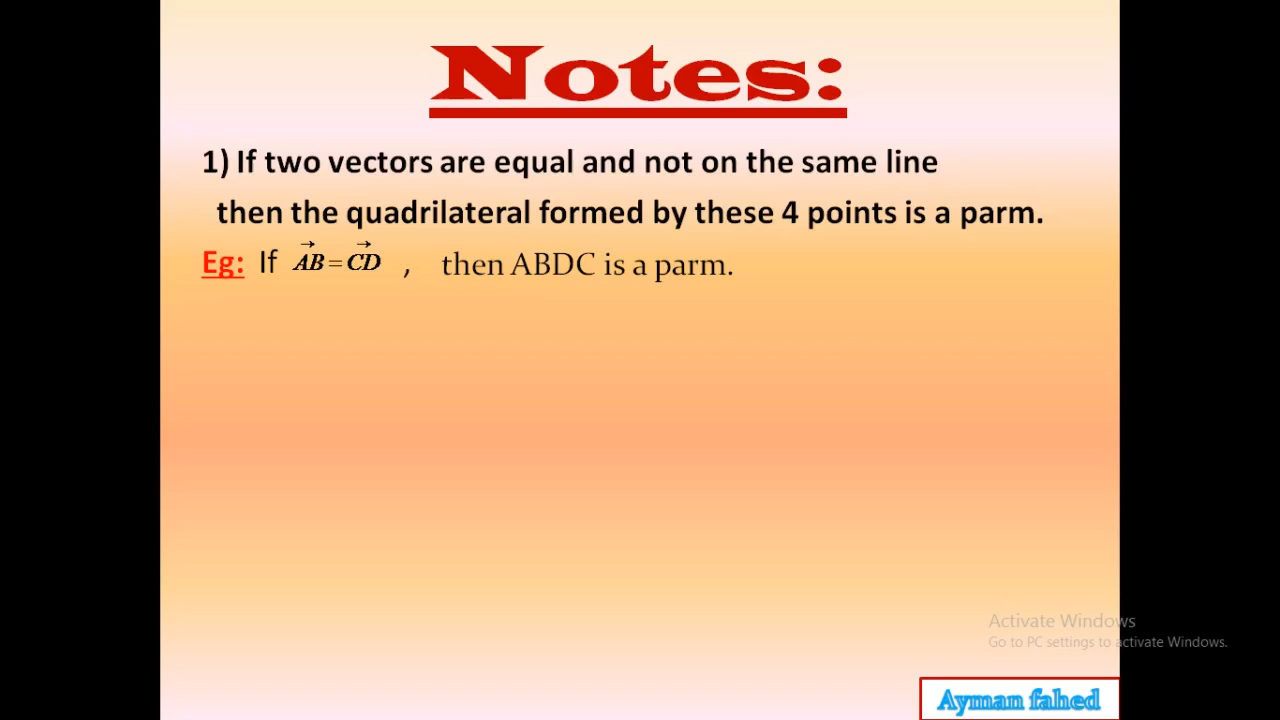 Notes:
1) If two vectors are equal and not on the same line
then the quadrilateral formed by these 4 points is a parm.
Eg: If AB = CD , then ABDC is a parm.
Activate Windows
Go to PC settings to activate Windows.
Ayman fahed